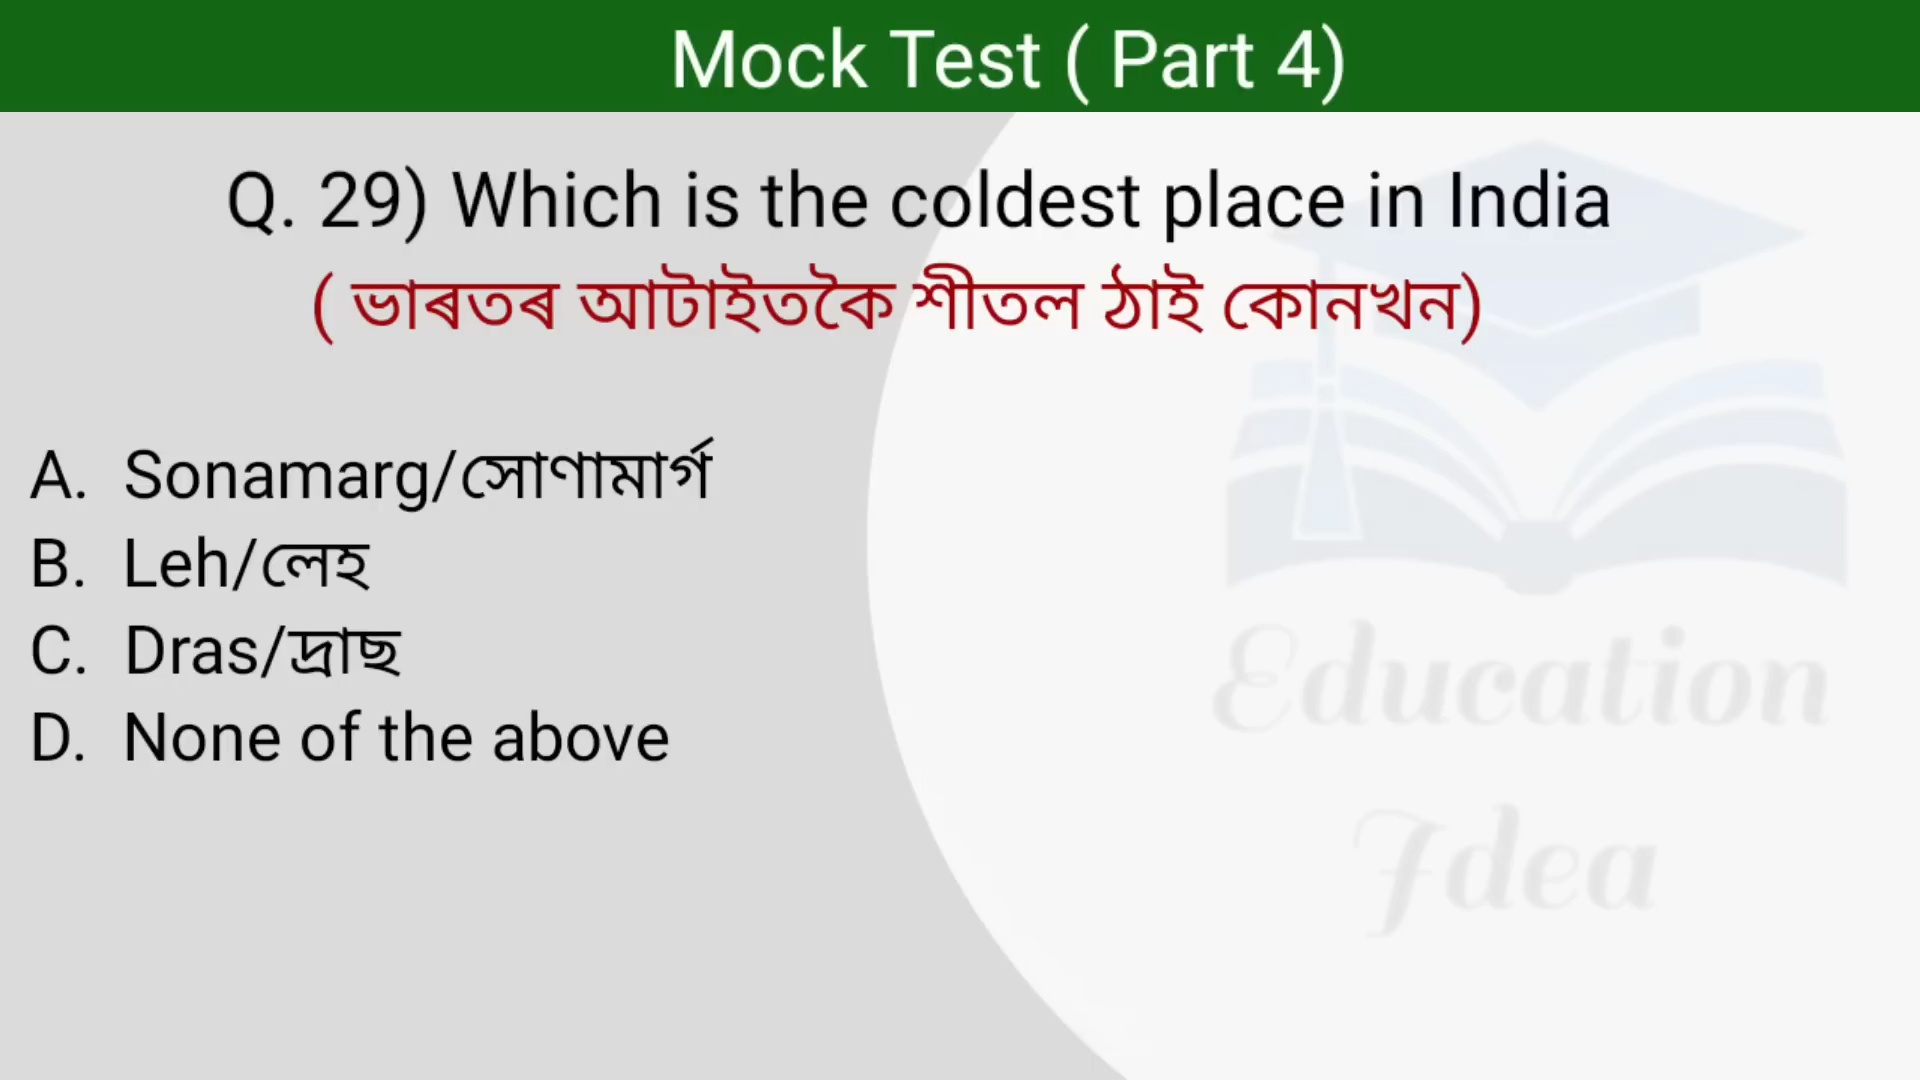 Mock Test ( Part 4)
Q. 29) Which is the coldest place in India
( ভাৰতৰ আটাইতকৈ শীতল ঠাই কোনখন)
A. Sonamarg/সোণামাৰ্গ
B. Leh/লেহ
C. Dras/দ্ৰাছ
D. None of the above
Education
Idea